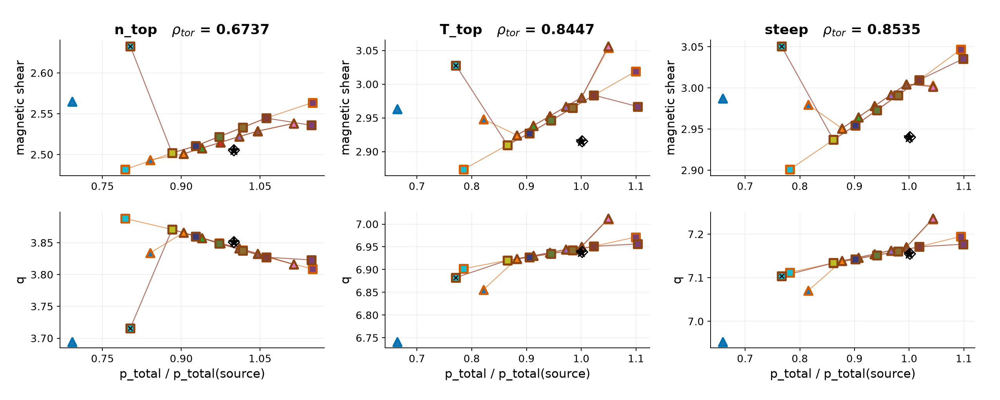 n_top ρtor = 0.6737
T_top ρtor = 0.8447
steep ρtor = 0.8535
magnetic shear
2.60
2.55
2.50
0.75 0.90 1.05
magnetic shear
3.05
3.00
2.95
2.90
0.7 0.8 0.9 1.0 1.1
magnetic shear
3.05
3.00
2.95
2.90
0.7 0.8 0.9 1.0 1.1
q
3.85
3.80
3.75
3.70
0.75 0.90 1.05
p_total / p_total(source)
q
7.00
6.95
6.90
6.85
6.80
6.75
0.7 0.8 0.9 1.0 1.1
p_total / p_total(source)
q
7.2
7.1
7.0
0.7 0.8 0.9 1.0 1.1
p_total / p_total(source)